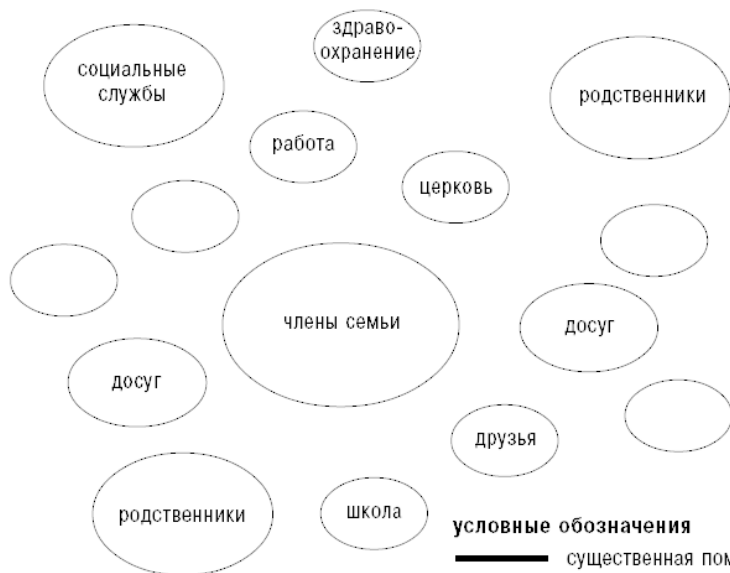 здраво-
охранение
социальные
службы
родственники
работа
церковь
члены семьи
досуг
досуг
друзья
родственники
школа
условные обозначения
существенная пом